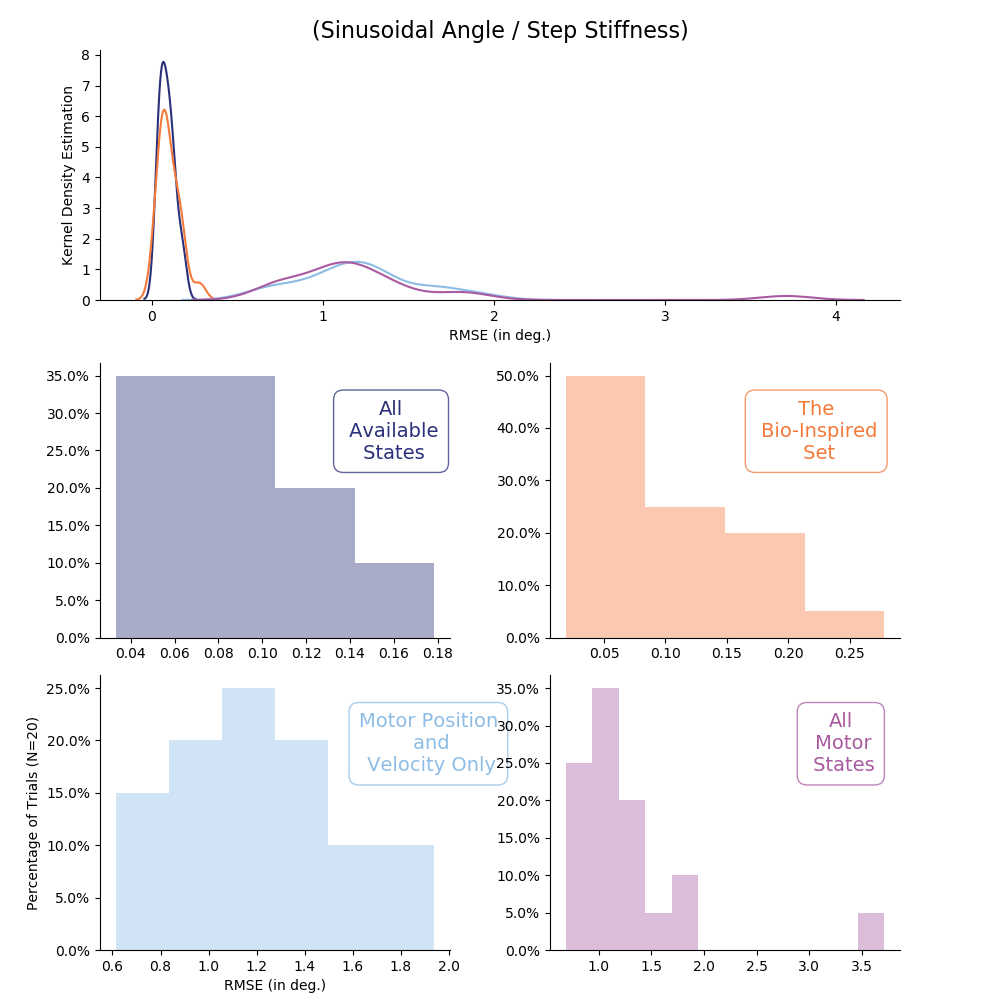 (Sinusoidal Angle / Step Stiffness)
Kernel Density Estimation
8
7
6
5
4
3
2
1
0
0 1 2 3 4
RMSE (in deg.)
35.0%
30.0%
25.0%
20.0%
15.0%
10.0%
5.0%
0.0%
All
Available
States
0.04 0.06 0.08 0.10 0.12 0.14 0.16 0.18
50.0%
40.0%
30.0%
20.0%
10.0%
0.0%
The
Bio-Inspired
Set
0.05 0.10 0.15 0.20 0.25
Percentage of Trials (N=20)
25.0%
20.0%
15.0%
10.0%
5.0%
0.0%
Motor Position
and
Velocity Only
0.6 0.8 1.0 1.2 1.4 1.6 1.8 2.0
RMSE (in deg.)
35.0%
30.0%
25.0%
20.0%
15.0%
10.0%
5.0%
0.0%
All
Motor
States
1.0 1.5 2.0 2.5 3.0 3.5